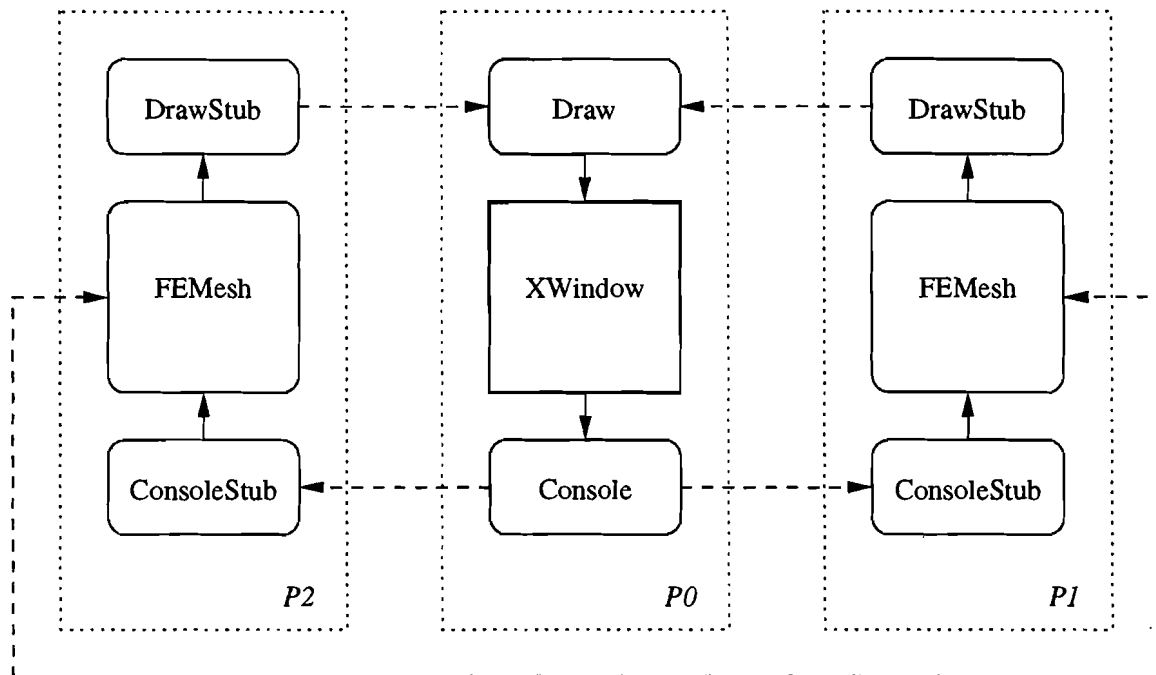 DrawStub
Draw
DrawStub
FEMesh
XWindow
FEMesh
ConsoleStub
Console
ConsoleStub
P2
P0
P1